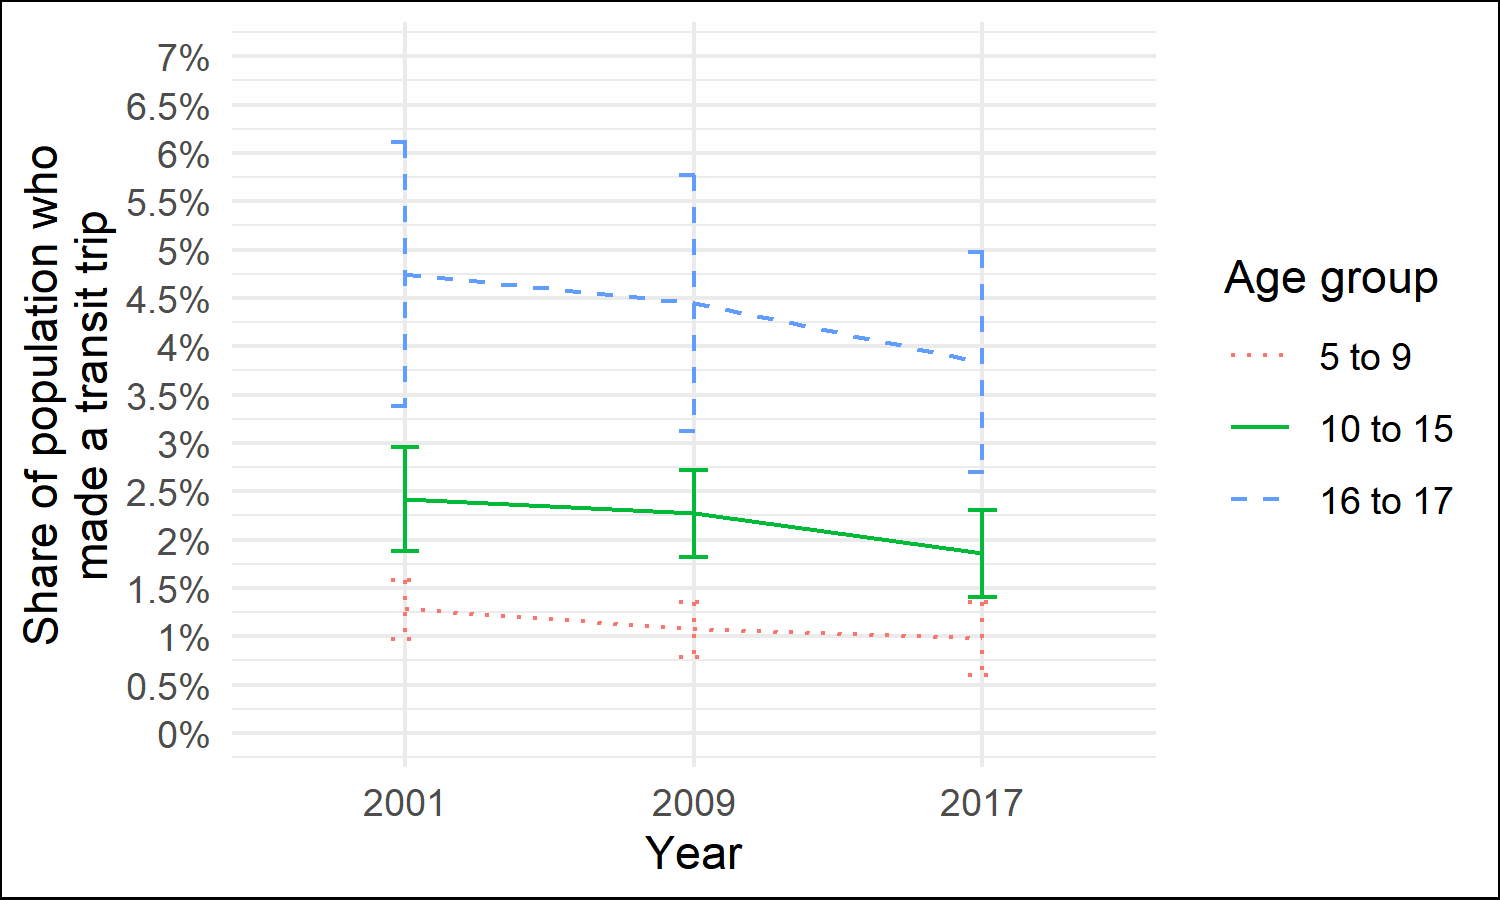 Share of population who
made a transit trip
7%
6.5%
6%
5.5%
5%
4.5%
4%
3.5%
3%
2.5%
2%
1.5%
1%
0.5%
0%
2001
2009
2017
Year
Age group
5 to 9
10 to 15
16 to 17